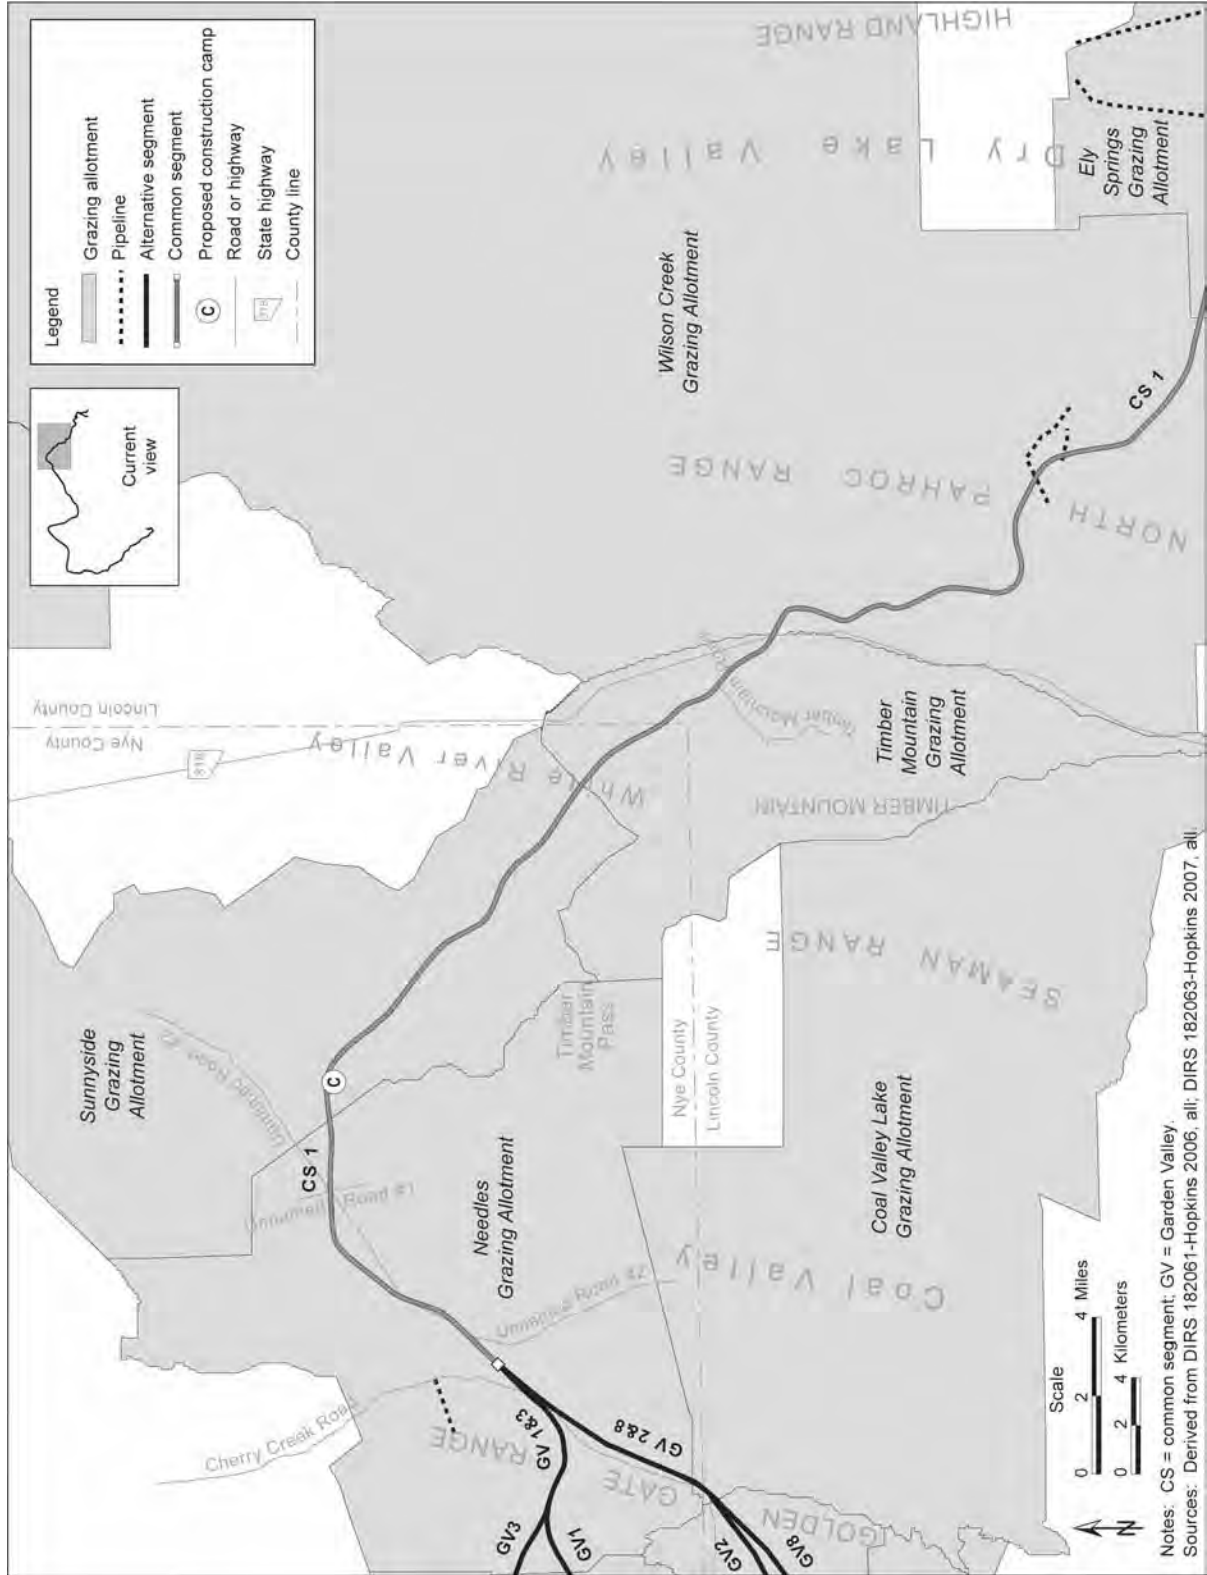 Legend
Grazing allotment
Pipeline
Alternative segment
Common segment
C
Proposed construction camp
Road or highway
318
State highway
County line
Current
view
Sunnyside
Grazing
Allotment
Needles
Grazing Allotment
Coal Valley Lake
Grazing Allotment
Timber
Mountain
Grazing
Allotment
Wilson Creek
Grazing Allotment
Ely
Springs
Grazing
Allotment
HIGHLAND RANGE
Dry Lake Valley
NORTH PAHROC RANGE
White River Valley
Nye County
Lincoln County
318
Timber Mountain
TIMBER MOUNTAIN
SEAMAN RANGE
Timber
Mountain
Pass
Nye County
Lincoln County
Coal Valley
Unnamed Road #2
Unnamed Road #1
Cherry Creek Road
GOLDEN GATE RANGE
CS 1
CS 1
C
GV 1&3
GV 2&8
GV3
GV1
GV2
GV8
Scale
0 2 4 Miles
0 2 4 Kilometers
N
Notes: CS = common segment; GV = Garden Valley.
Sources: Derived from DIRS 182061-Hopkins 2006, all; DIRS 182063-Hopkins 2007, all.